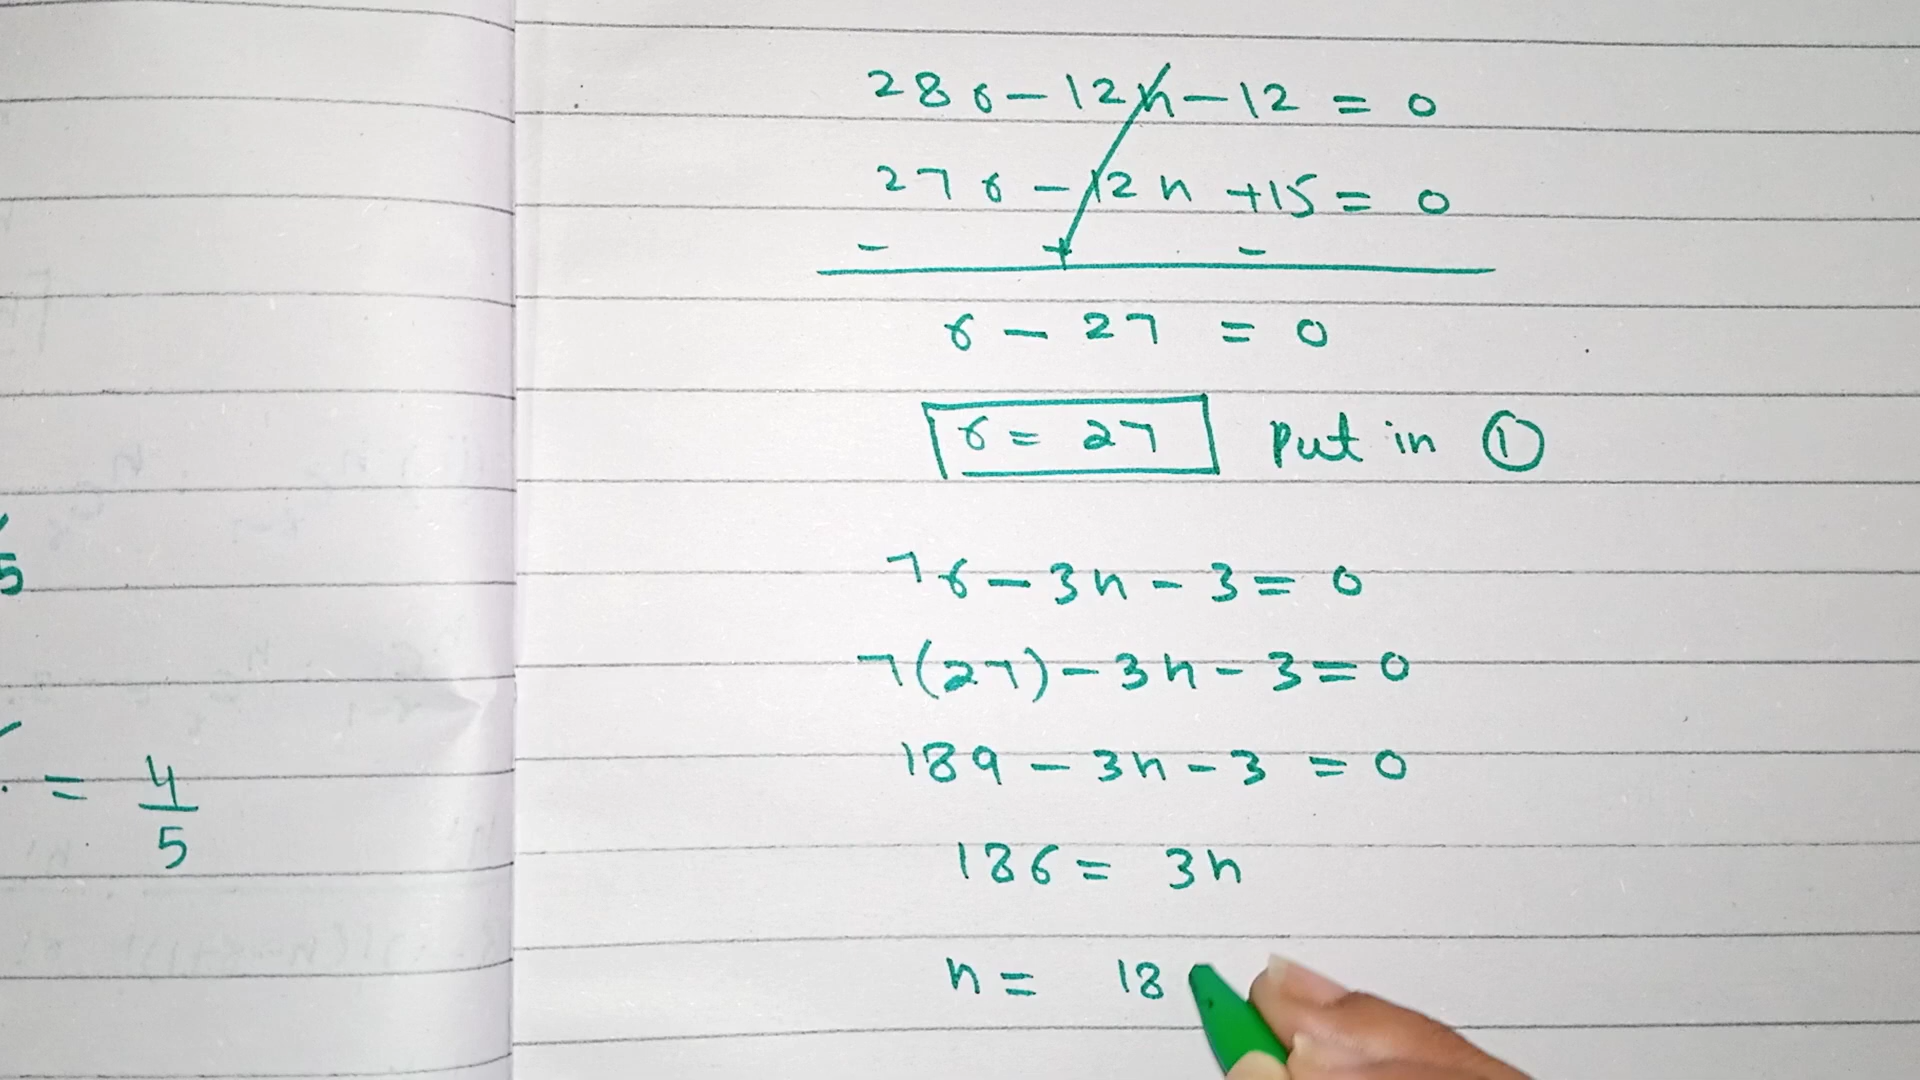 28r - 12n - 12 = 0
27r - 12n + 15 = 0
- + -
r - 27 = 0
r = 27 Put in ①
7r - 3n - 3 = 0
7(27) - 3n - 3 = 0
189 - 3n - 3 = 0
186 = 3n
n = 18
5
= 4/5